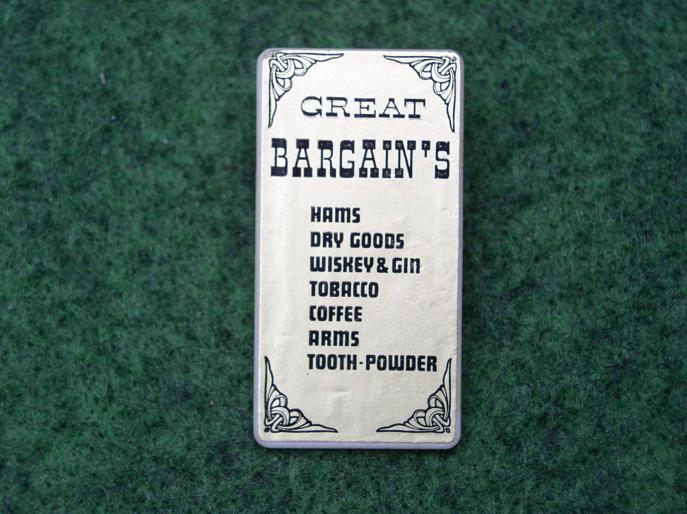 GREAT
BARGAIN'S
HAMS
DRY GOODS
WISKEY & GIN
TOBACCO
COFFEE
ARMS
TOOTH-POWDER